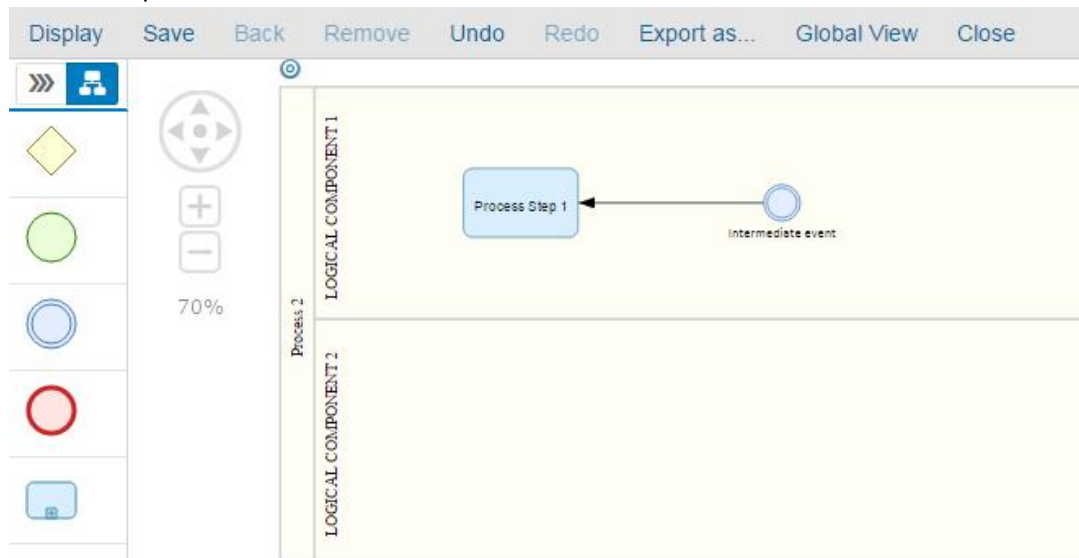 Display Save Back Remove Undo Redo Export as... Global View Close
70%
Process 2
LOGICAL COMPONENT 1
Process Step 1
Intermediate event
LOGICAL COMPONENT 2